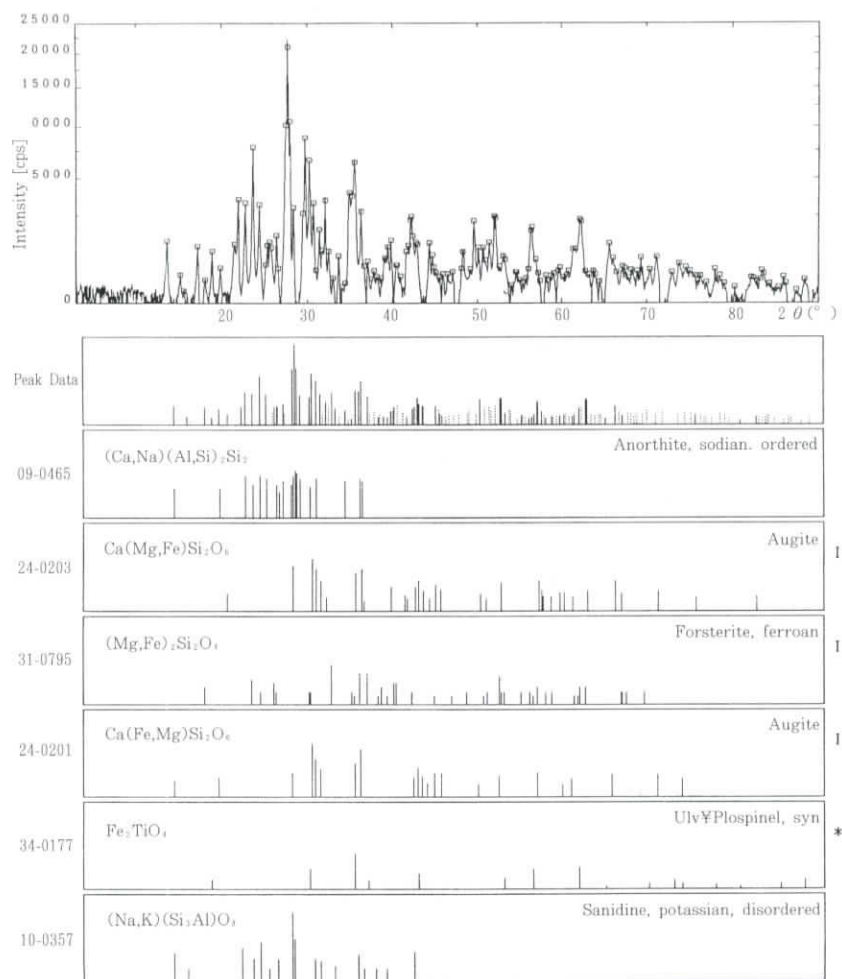 25000
20000
15000
0000
5000
0
Intensity [cps]
20 30 40 50 60 70 80 2θ(°)
Peak Data
09-0465 (Ca,Na)(Al,Si)₂Si₂ Anorthite, sodian. ordered
24-0203 Ca(Mg,Fe)Si₂O₆ Augite I
31-0795 (Mg,Fe)₂Si₂O₄ Forsterite, ferroan I
24-0201 Ca(Fe,Mg)Si₂O₆ Augite I
34-0177 Fe₂TiO₄ Ulv¥Plospinel, syn *
10-0357 (Na,K)(Si₃Al)O₈ Sanidine, potassian, disordered